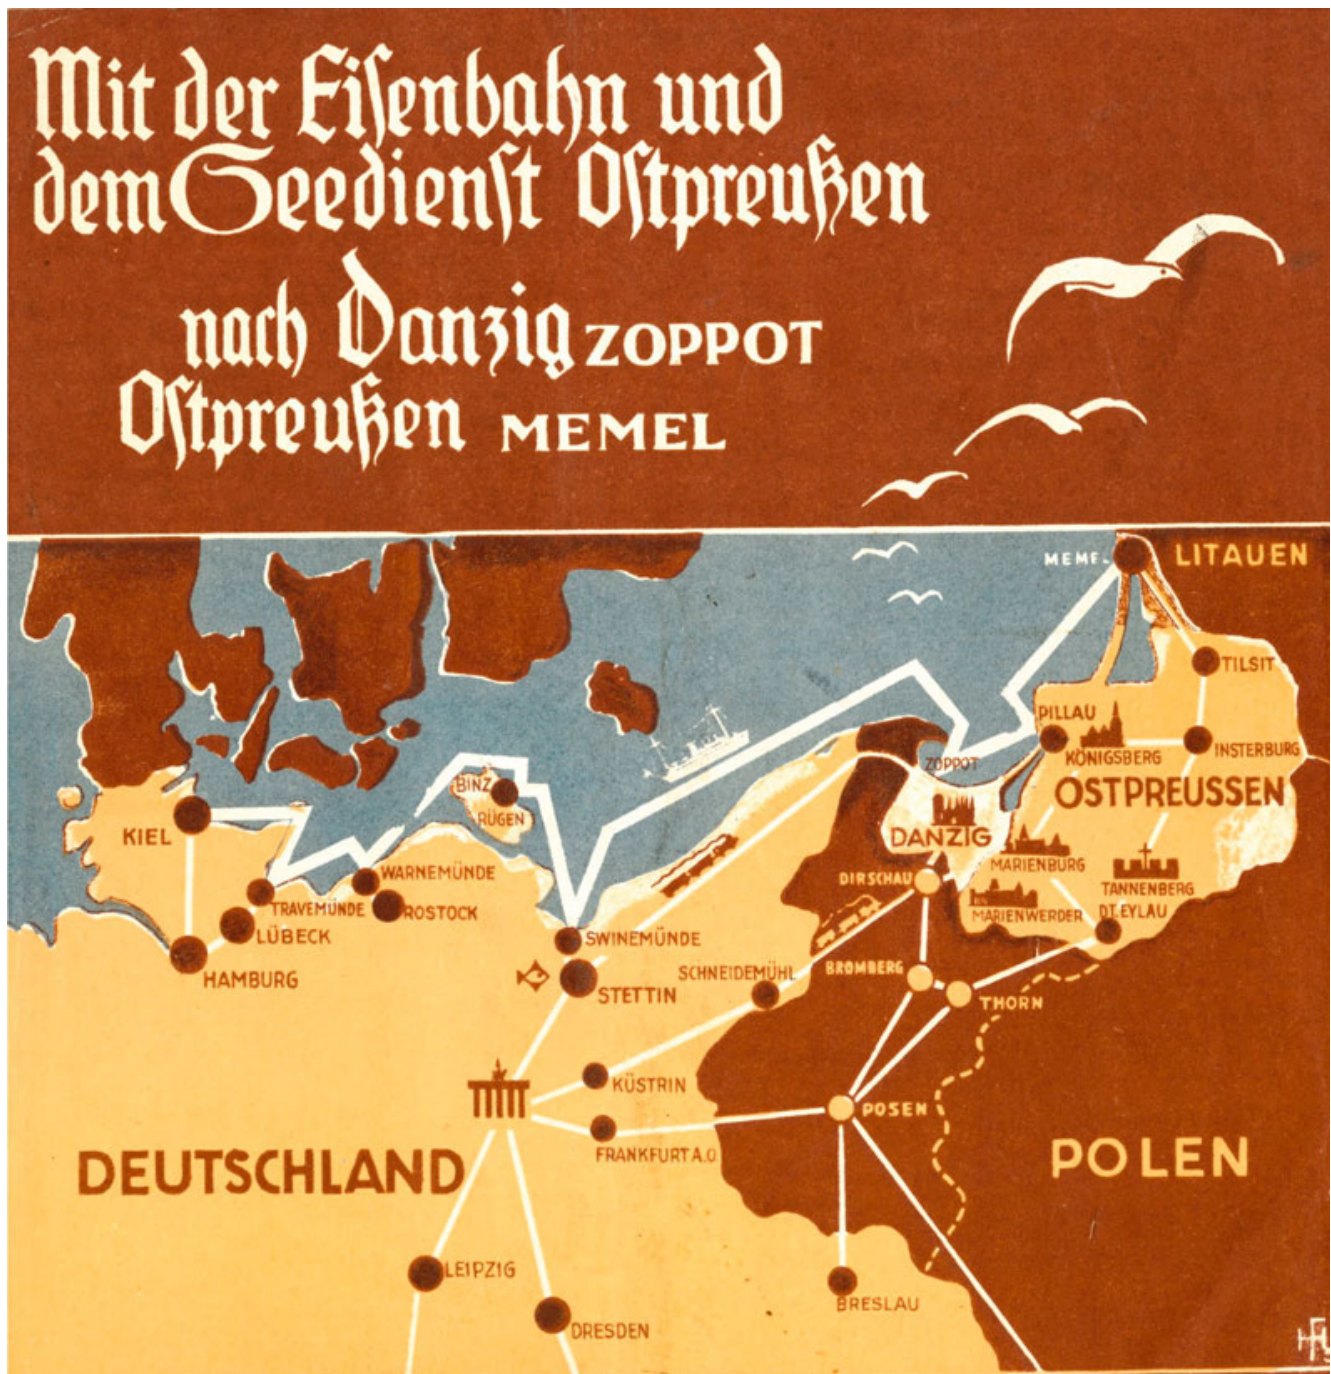 Mit der Eiſenbahn und
dem Seedienſt Oſtpreußen
nach Danzig ZOPPOT
Oſtpreußen MEMEL
MEMEL
LITAUEN
TILSIT
PILLAU
KÖNIGSBERG
INSTERBURG
ZOPPOT
OSTPREUSSEN
BINZ
RÜGEN
KIEL
DANZIG
MARIENBURG
WARNEMÜNDE
DIRSCHAU
TANNENBERG
TRAVEMÜNDE
ROSTOCK
MARIENWERDER
DT. EYLAU
LÜBECK
SWINEMÜNDE
HAMBURG
SCHNEIDEMÜHL
BROMBERG
STETTIN
THORN
KÜSTRIN
POSEN
FRANKFURT A.O
DEUTSCHLAND
POLEN
LEIPZIG
BRESLAU
DRESDEN